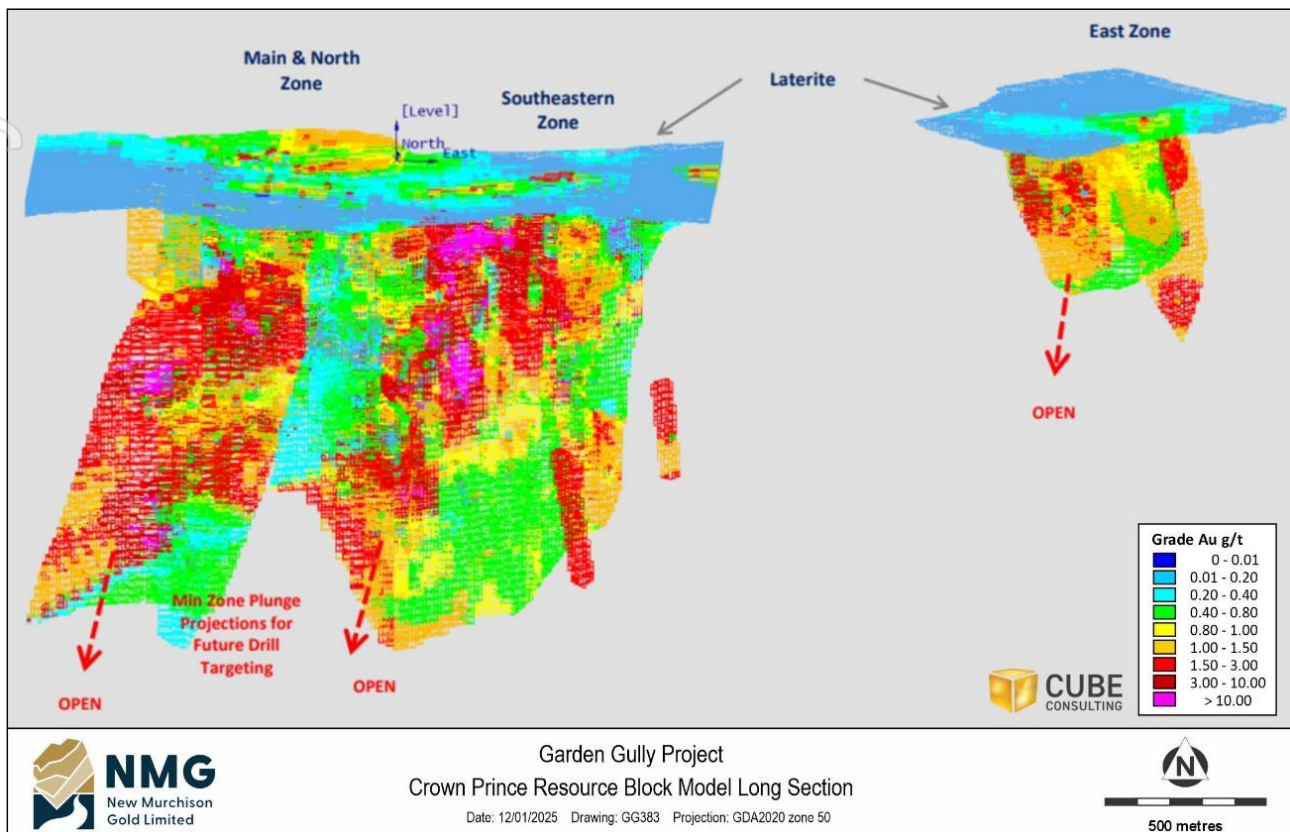 Main & North
Zone
Southeastern
Zone
Laterite
East Zone
[Level]
North
East
OPEN
Min Zone Plunge
Projections for
Future Drill
Targeting
OPEN
OPEN
CUBE
CONSULTING
Grade Au g/t
0 - 0.01
0.01 - 0.20
0.20 - 0.40
0.40 - 0.80
0.80 - 1.00
1.00 - 1.50
1.50 - 3.00
3.00 - 10.00
> 10.00
NMG
New Murchison
Gold Limited
Garden Gully Project
Crown Prince Resource Block Model Long Section
Date: 12/01/2025 Drawing: GG383 Projection: GDA2020 zone 50
N
500 metres